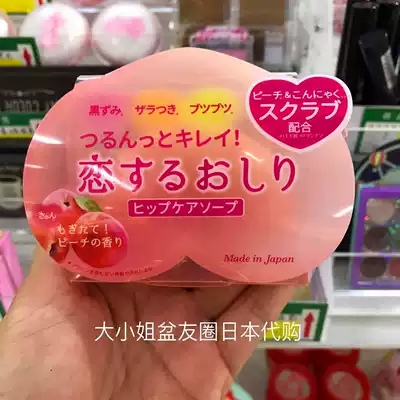 黒ずみ、ザラつき、ブツブツ、
つるんっとキレイ!
恋するおしり
ヒップケアソープ
ピーチ&こんにゃく
スクラブ
配合
きゅん
もぎたて!
ピーチの香り
Made in Japan
大小姐盆友圈日本代购